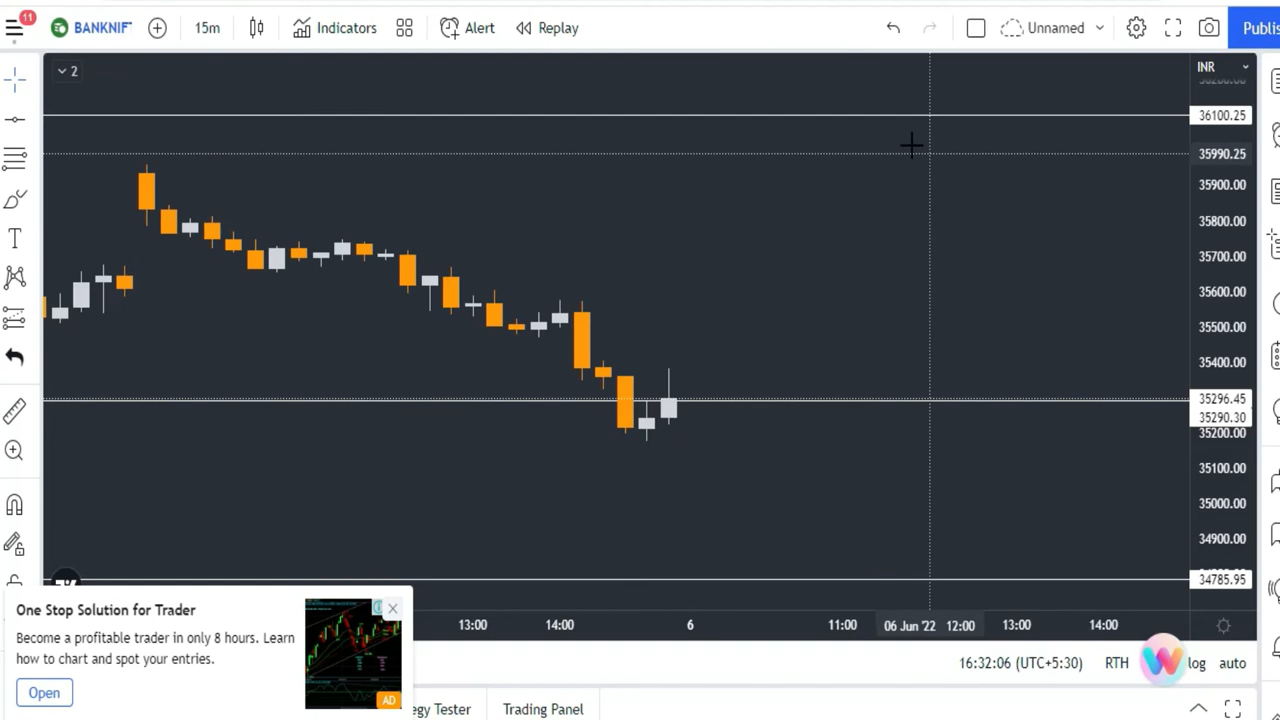 11
BANKNIF
15m
Indicators
Alert
Replay
Unnamed
Publis
2
INR
36100.25
35990.25
35900.00
35800.00
35700.00
35600.00
35500.00
35400.00
35296.45
35290.30
35200.00
35100.00
35000.00
34900.00
34785.95
One Stop Solution for Trader
Become a profitable trader in only 8 hours. Learn
how to chart and spot your entries.
Open
AD
13:00
14:00
6
11:00
06 Jun '22 12:00
13:00
14:00
:32:06 (UTC+5:30)
RTH
log
egy Tester
Trading Panel